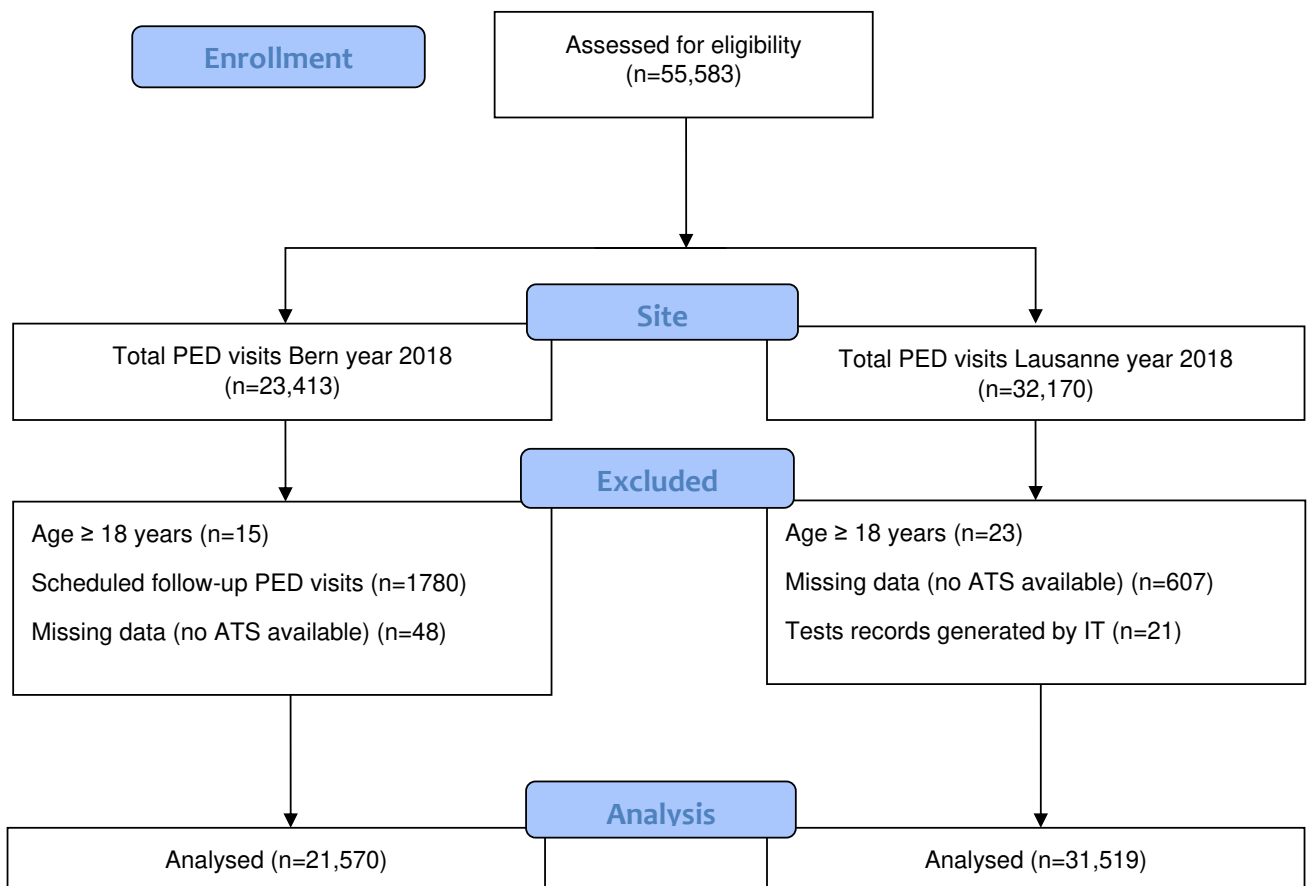 Enrollment
Assessed for eligibility
(n=55,583)
Site
Total PED visits Bern year 2018
(n=23,413)
Total PED visits Lausanne year 2018
(n=32,170)
Excluded
Age ≥ 18 years (n=15)
Scheduled follow-up PED visits (n=1780)
Missing data (no ATS available) (n=48)
Age ≥ 18 years (n=23)
Missing data (no ATS available) (n=607)
Tests records generated by IT (n=21)
Analysis
Analysed (n=21,570)
Analysed (n=31,519)